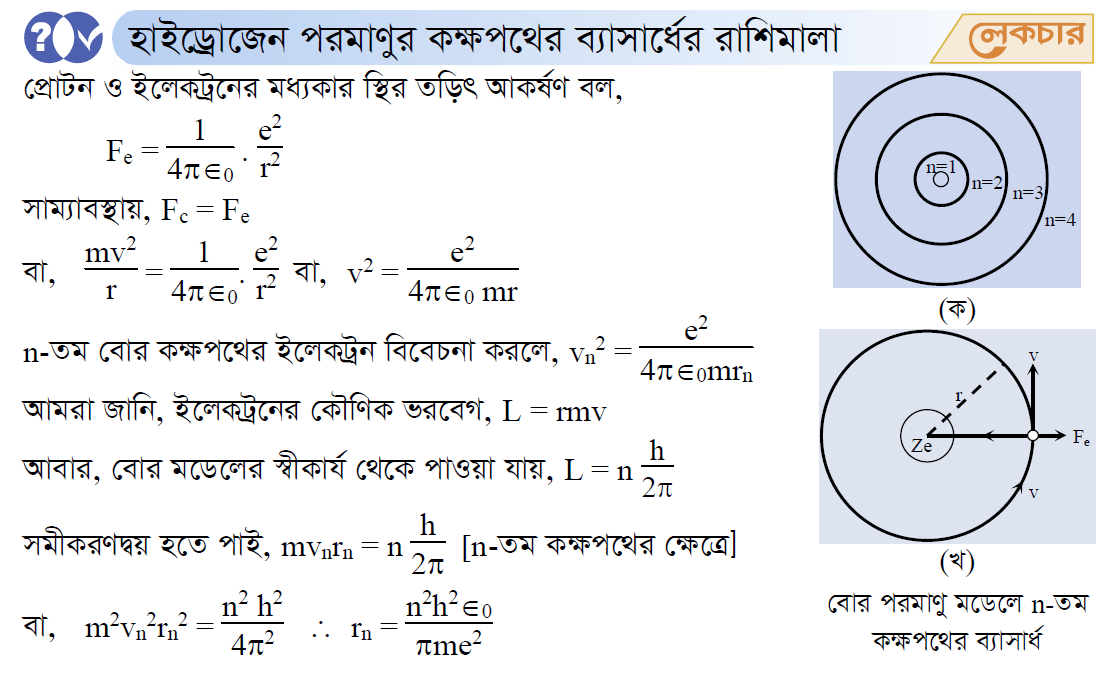 হাইড্রোজেন পরমাণুর কক্ষপথের ব্যাসার্ধের রাশিমালা
লেকচার
প্রোটন ও ইলেকট্রনের মধ্যকার স্থির তড়িৎ আকর্ষণ বল,
Fₑ = 1/4π∈₀ . e²/r²
সাম্যাবস্থায়, F꜀ = Fₑ
বা, mv²/r = 1/4π∈₀ . e²/r² বা, v² = e²/4π∈₀ mr
n-তম বোর কক্ষপথের ইলেকট্রন বিবেচনা করলে, vₙ² = e²/4π∈₀mrₙ
আমরা জানি, ইলেকট্রনের কৌণিক ভরবেগ, L = rmv
আবার, বোর মডেলের স্বীকার্য থেকে পাওয়া যায়, L = n h/2π
সমীকরণদ্বয় হতে পাই, mvₙrₙ = n h/2π [n-তম কক্ষপথের ক্ষেত্রে]
বা, m²vₙ²rₙ² = n² h²/4π² ∴ rₙ = n²h²∈₀/πme²
n=1
n=2
n=3
n=4
(ক)
v
r
Ze
Fₑ
v
(খ)
বোর পরমাণু মডেলে n-তম
কক্ষপথের ব্যাসার্ধ